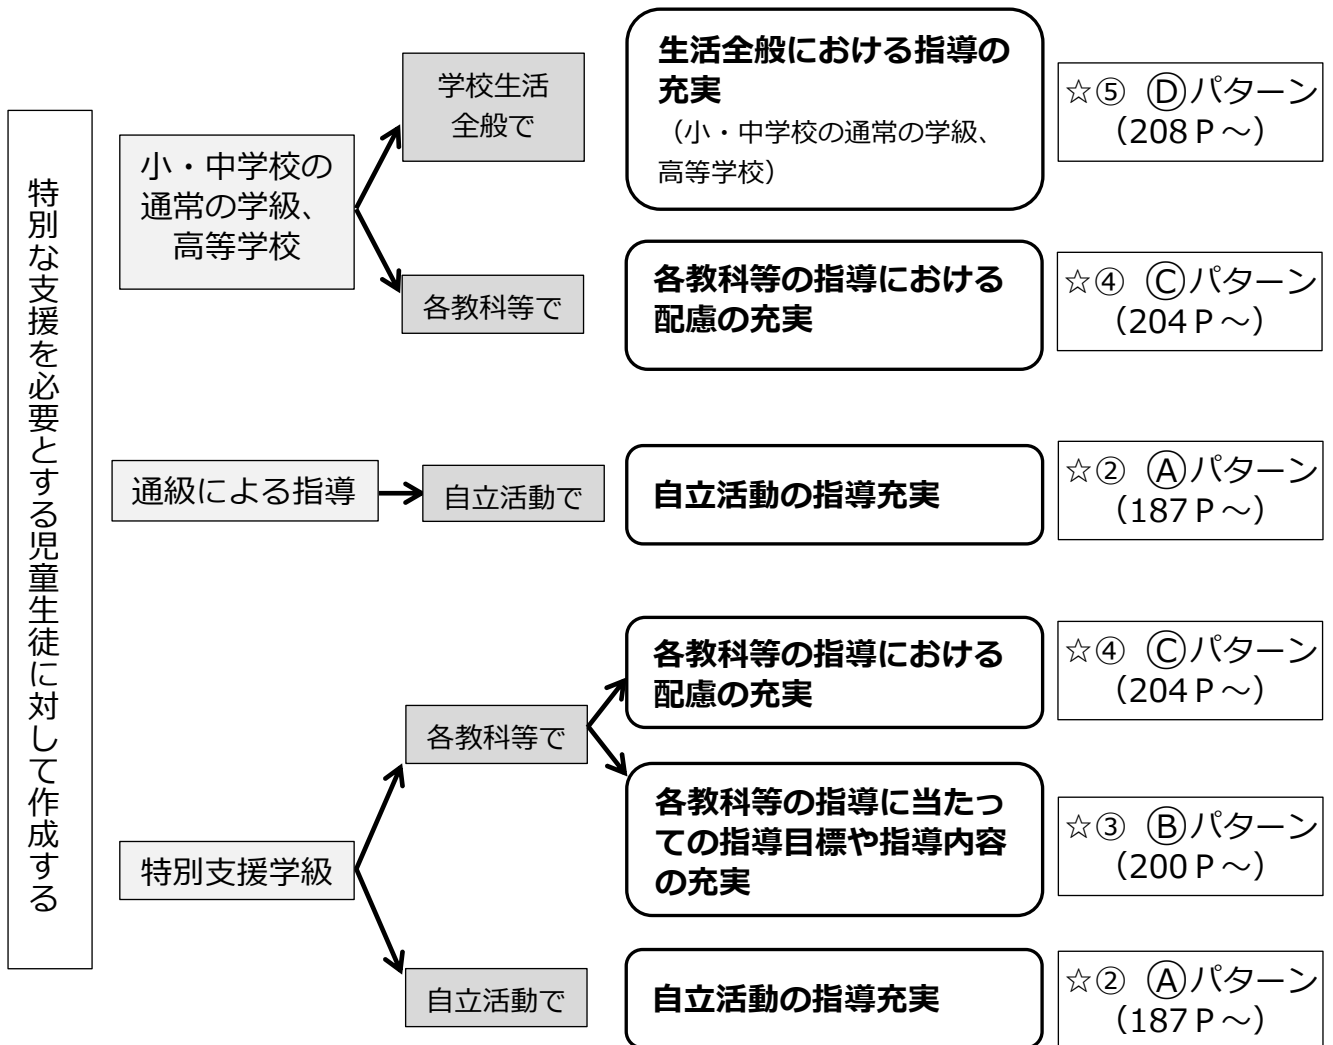 特別な支援を必要とする児童生徒に対して作成する
小・中学校の
通常の学級、
高等学校
学校生活
全般で
生活全般における指導の
充実
（小・中学校の通常の学級、
高等学校）
☆⑤ Ⓓパターン
（208Ｐ～）
各教科等で
各教科等の指導における
配慮の充実
☆④ Ⓒパターン
（204Ｐ～）
通級による指導
自立活動で
自立活動の指導充実
☆② Ⓐパターン
（187Ｐ～）
特別支援学級
各教科等で
各教科等の指導における
配慮の充実
☆④ Ⓒパターン
（204Ｐ～）
各教科等の指導に当たっ
ての指導目標や指導内容
の充実
☆③ Ⓑパターン
（200Ｐ～）
自立活動で
自立活動の指導充実
☆② Ⓐパターン
（187Ｐ～）